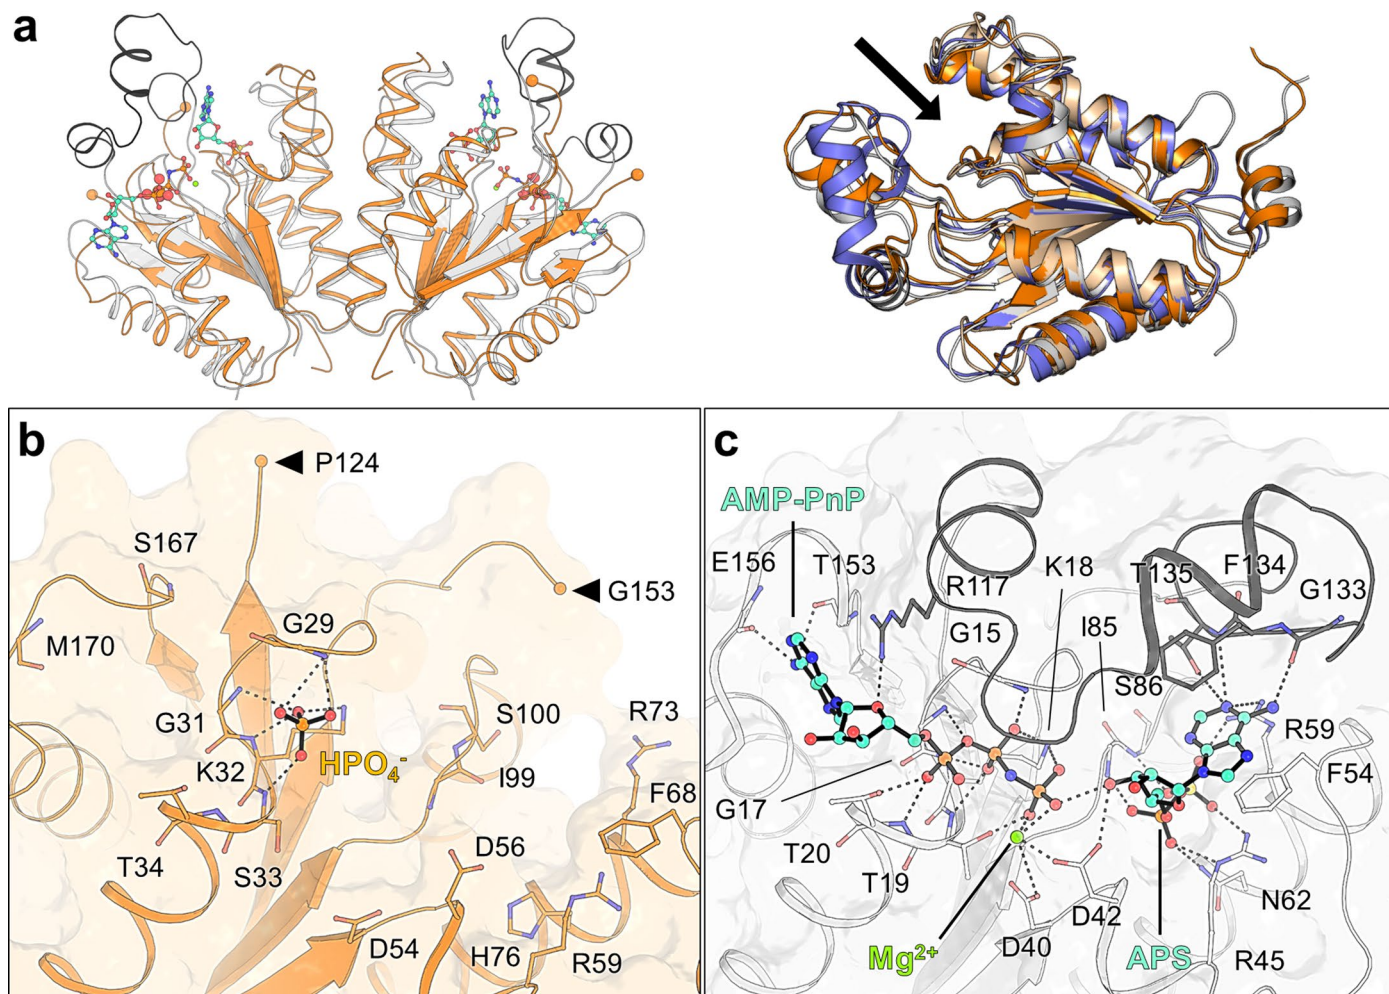 a
b
P124
S167
G153
G29
M170
G31
S100
R73
HPO4-
K32
I99
F68
T34
S33
D56
D54
H76
R59
c
AMP-PnP
E156
T153
R117
K18
T135
F134
G133
G15
I85
S86
R59
F54
G17
T20
T19
D42
N62
Mg2+
D40
APS
R45